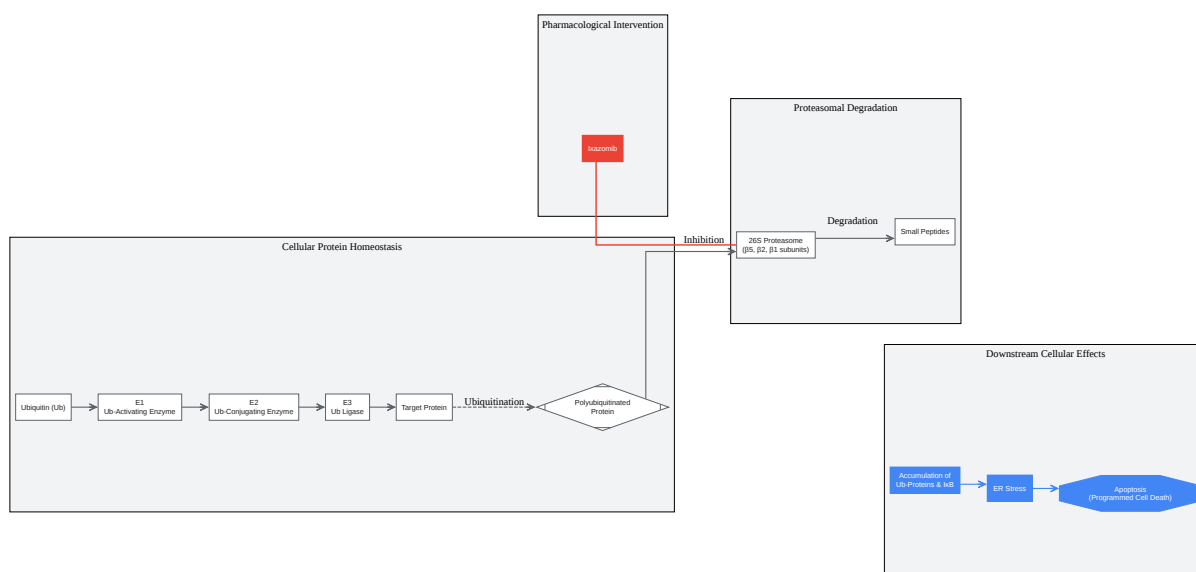 Pharmacological Intervention
Ixazomib
Proteasomal Degradation
Degradation
Small Peptides
26S Proteasome
(β5, β2, β1 subunits)
Inhibition
Cellular Protein Homeostasis
Ubiquitin (Ub)
E1
Ub-Activating Enzyme
E2
Ub-Conjugating Enzyme
E3
Ub Ligase
Target Protein
Ubiquitination
Polyubiquitinated
Protein
Downstream Cellular Effects
Accumulation of
Ub-Proteins & IκB
ER Stress
Apoptosis
(Programmed Cell Death)